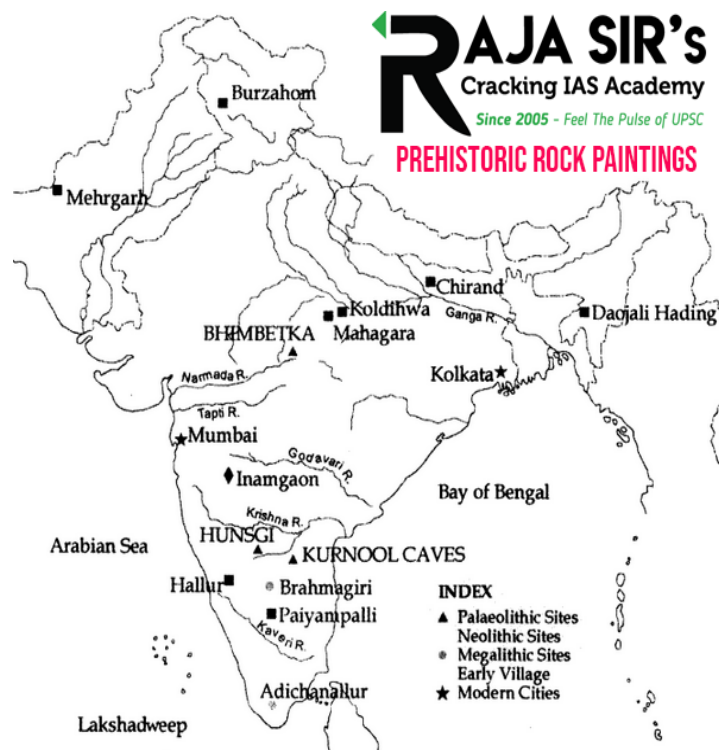 RAJA SIR's
Cracking IAS Academy
Since 2005 - Feel The Pulse of UPSC
PREHISTORIC ROCK PAINTINGS
Burzahom
Mehrgarh
Chirand
Koldihwa
Ganga R.
Daojali Hading
BHIMBETKA
Mahagara
Narmada R.
Kolkata
Tapti R.
Mumbai
Godavari R.
Inamgaon
Bay of Bengal
Krishna R.
HUNSGI
Arabian Sea
KURNOOL CAVES
Hallur
Brahmagiri
INDEX
Paiyampalli
Palaeolithic Sites
Neolithic Sites
Kaveri R.
Megalithic Sites
Early Village
Adichanallur
Modern Cities
Lakshadweep